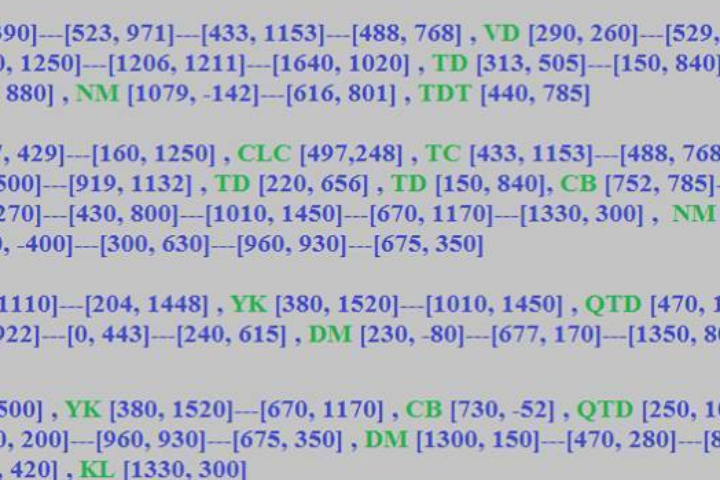 390]---[523, 971]---[433, 1153]---[488, 768] , VD [290, 260]---[529,
0, 1250]---[1206, 1211]---[1640, 1020] , TD [313, 505]---[150, 840]
880] , NM [1079, -142]---[616, 801] , TDT [440, 785]
7, 429]---[160, 1250] , CLC [497,248] , TC [433, 1153]---[488, 768
500]---[919, 1132] , TD [220, 656] , TD [150, 840], CB [752, 785]-
270]---[430, 800]---[1010, 1450]---[670, 1170]---[1330, 300] , NM
0, -400]---[300, 630]---[960, 930]---[675, 350]
1110]---[204, 1448] , YK [380, 1520]---[1010, 1450] , QTD [470, 1
922]---[0, 443]---[240, 615] , DM [230, -80]---[677, 170]---[1350, 8
500] , YK [380, 1520]---[670, 1170] , CB [730, -52] , QTD [250, 10
0, 200]---[960, 930]---[675, 350] , DM [1300, 150]---[470, 280]---[8
, 420] , KL [1330, 300]